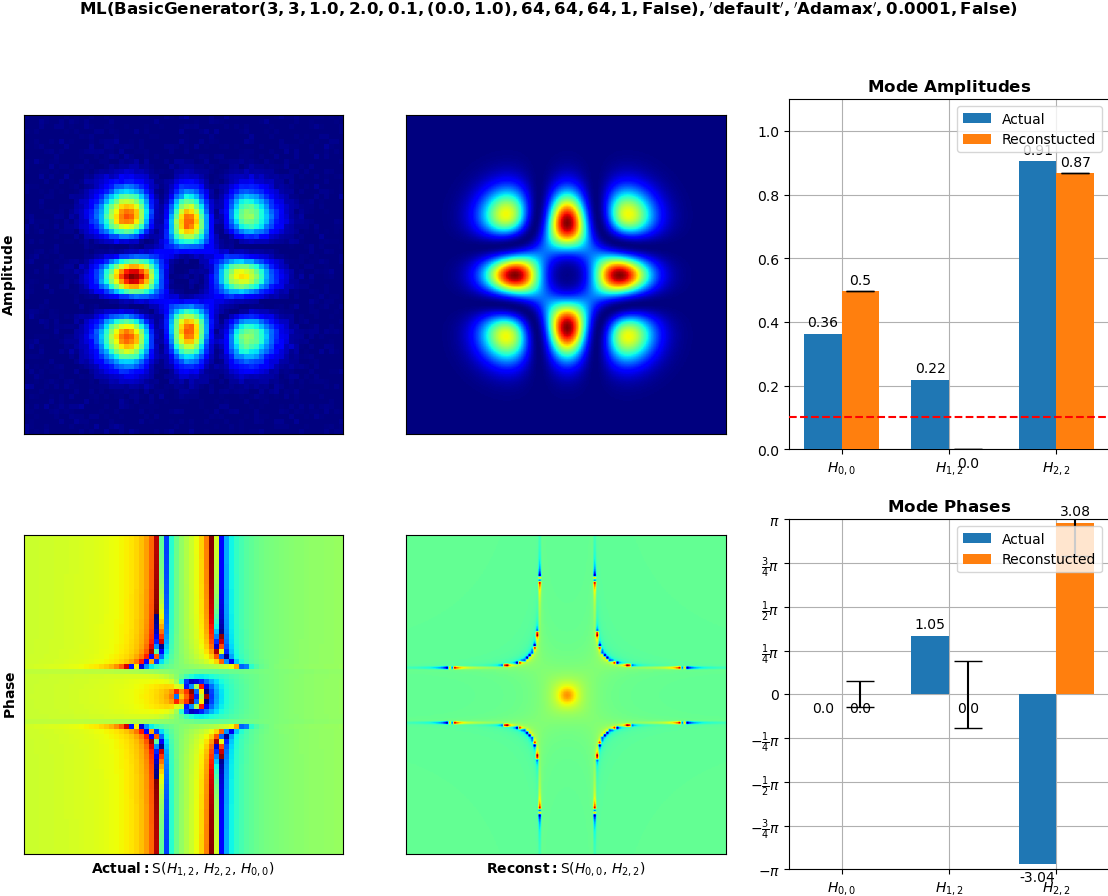 ML(BasicGenerator(3, 3, 1.0, 2.0, 0.1, (0.0, 1.0), 64, 64, 64, 1, False), ′default′, ′Adamax′, 0.0001, False)
Mode Amplitudes
Actual
Reconstucted
1.0
0.8
0.6
0.4
0.2
0.0
0.36
0.5
0.22
0.0
0.91
0.87
H0,0
H1,2
H2,2
Amplitude
Mode Phases
Actual
Reconstucted
π
3/4π
1/2π
1/4π
0
−1/4π
−1/2π
−3/4π
−π
0.0
0.0
1.05
0.0
-3.04
3.08
H0,0
H1,2
H2,2
Phase
Actual: S(H1,2, H2,2, H0,0)
Reconst: S(H0,0, H2,2)